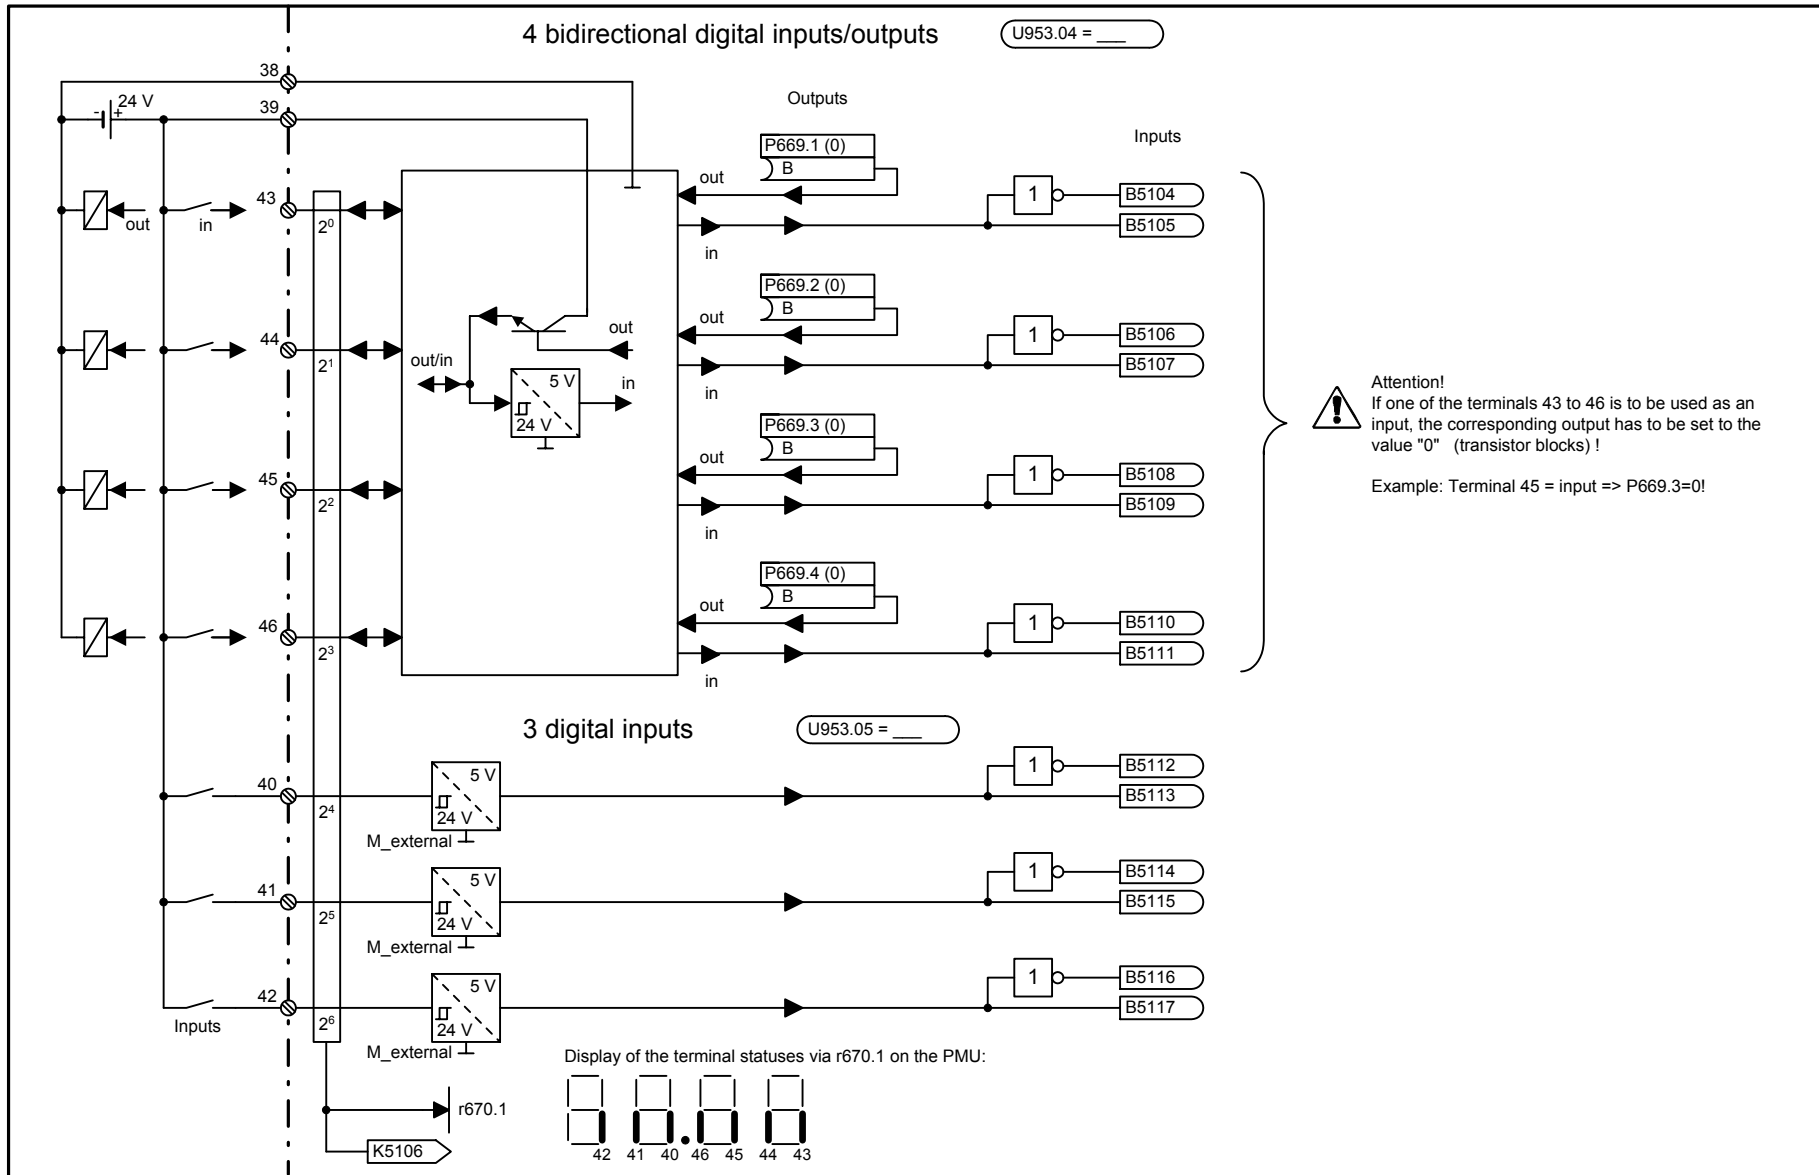 4 bidirectional digital inputs/outputs
U953.04 = ___
38
24 V
- +
39
Outputs
Inputs
P669.1 (0)
B
out
43
out
in
2⁰
1
B5104
B5105
in
P669.2 (0)
B
out
44
2¹
1
B5106
B5107
in
out
out/in
5 V
in
24 V
Attention!
If one of the terminals 43 to 46 is to be used as an
input, the corresponding output has to be set to the
value "0" (transistor blocks) !
Example: Terminal 45 = input => P669.3=0!
P669.3 (0)
B
out
45
2²
1
B5108
B5109
in
P669.4 (0)
B
out
46
2³
1
B5110
B5111
in
3 digital inputs
U953.05 = ___
40
2⁴
5 V
24 V
M_external
1
B5112
B5113
41
2⁵
5 V
24 V
M_external
1
B5114
B5115
42
Inputs
2⁶
5 V
24 V
M_external
1
B5116
B5117
Display of the terminal statuses via r670.1 on the PMU:
r670.1
K5106
42 41 40 46 45 44 43